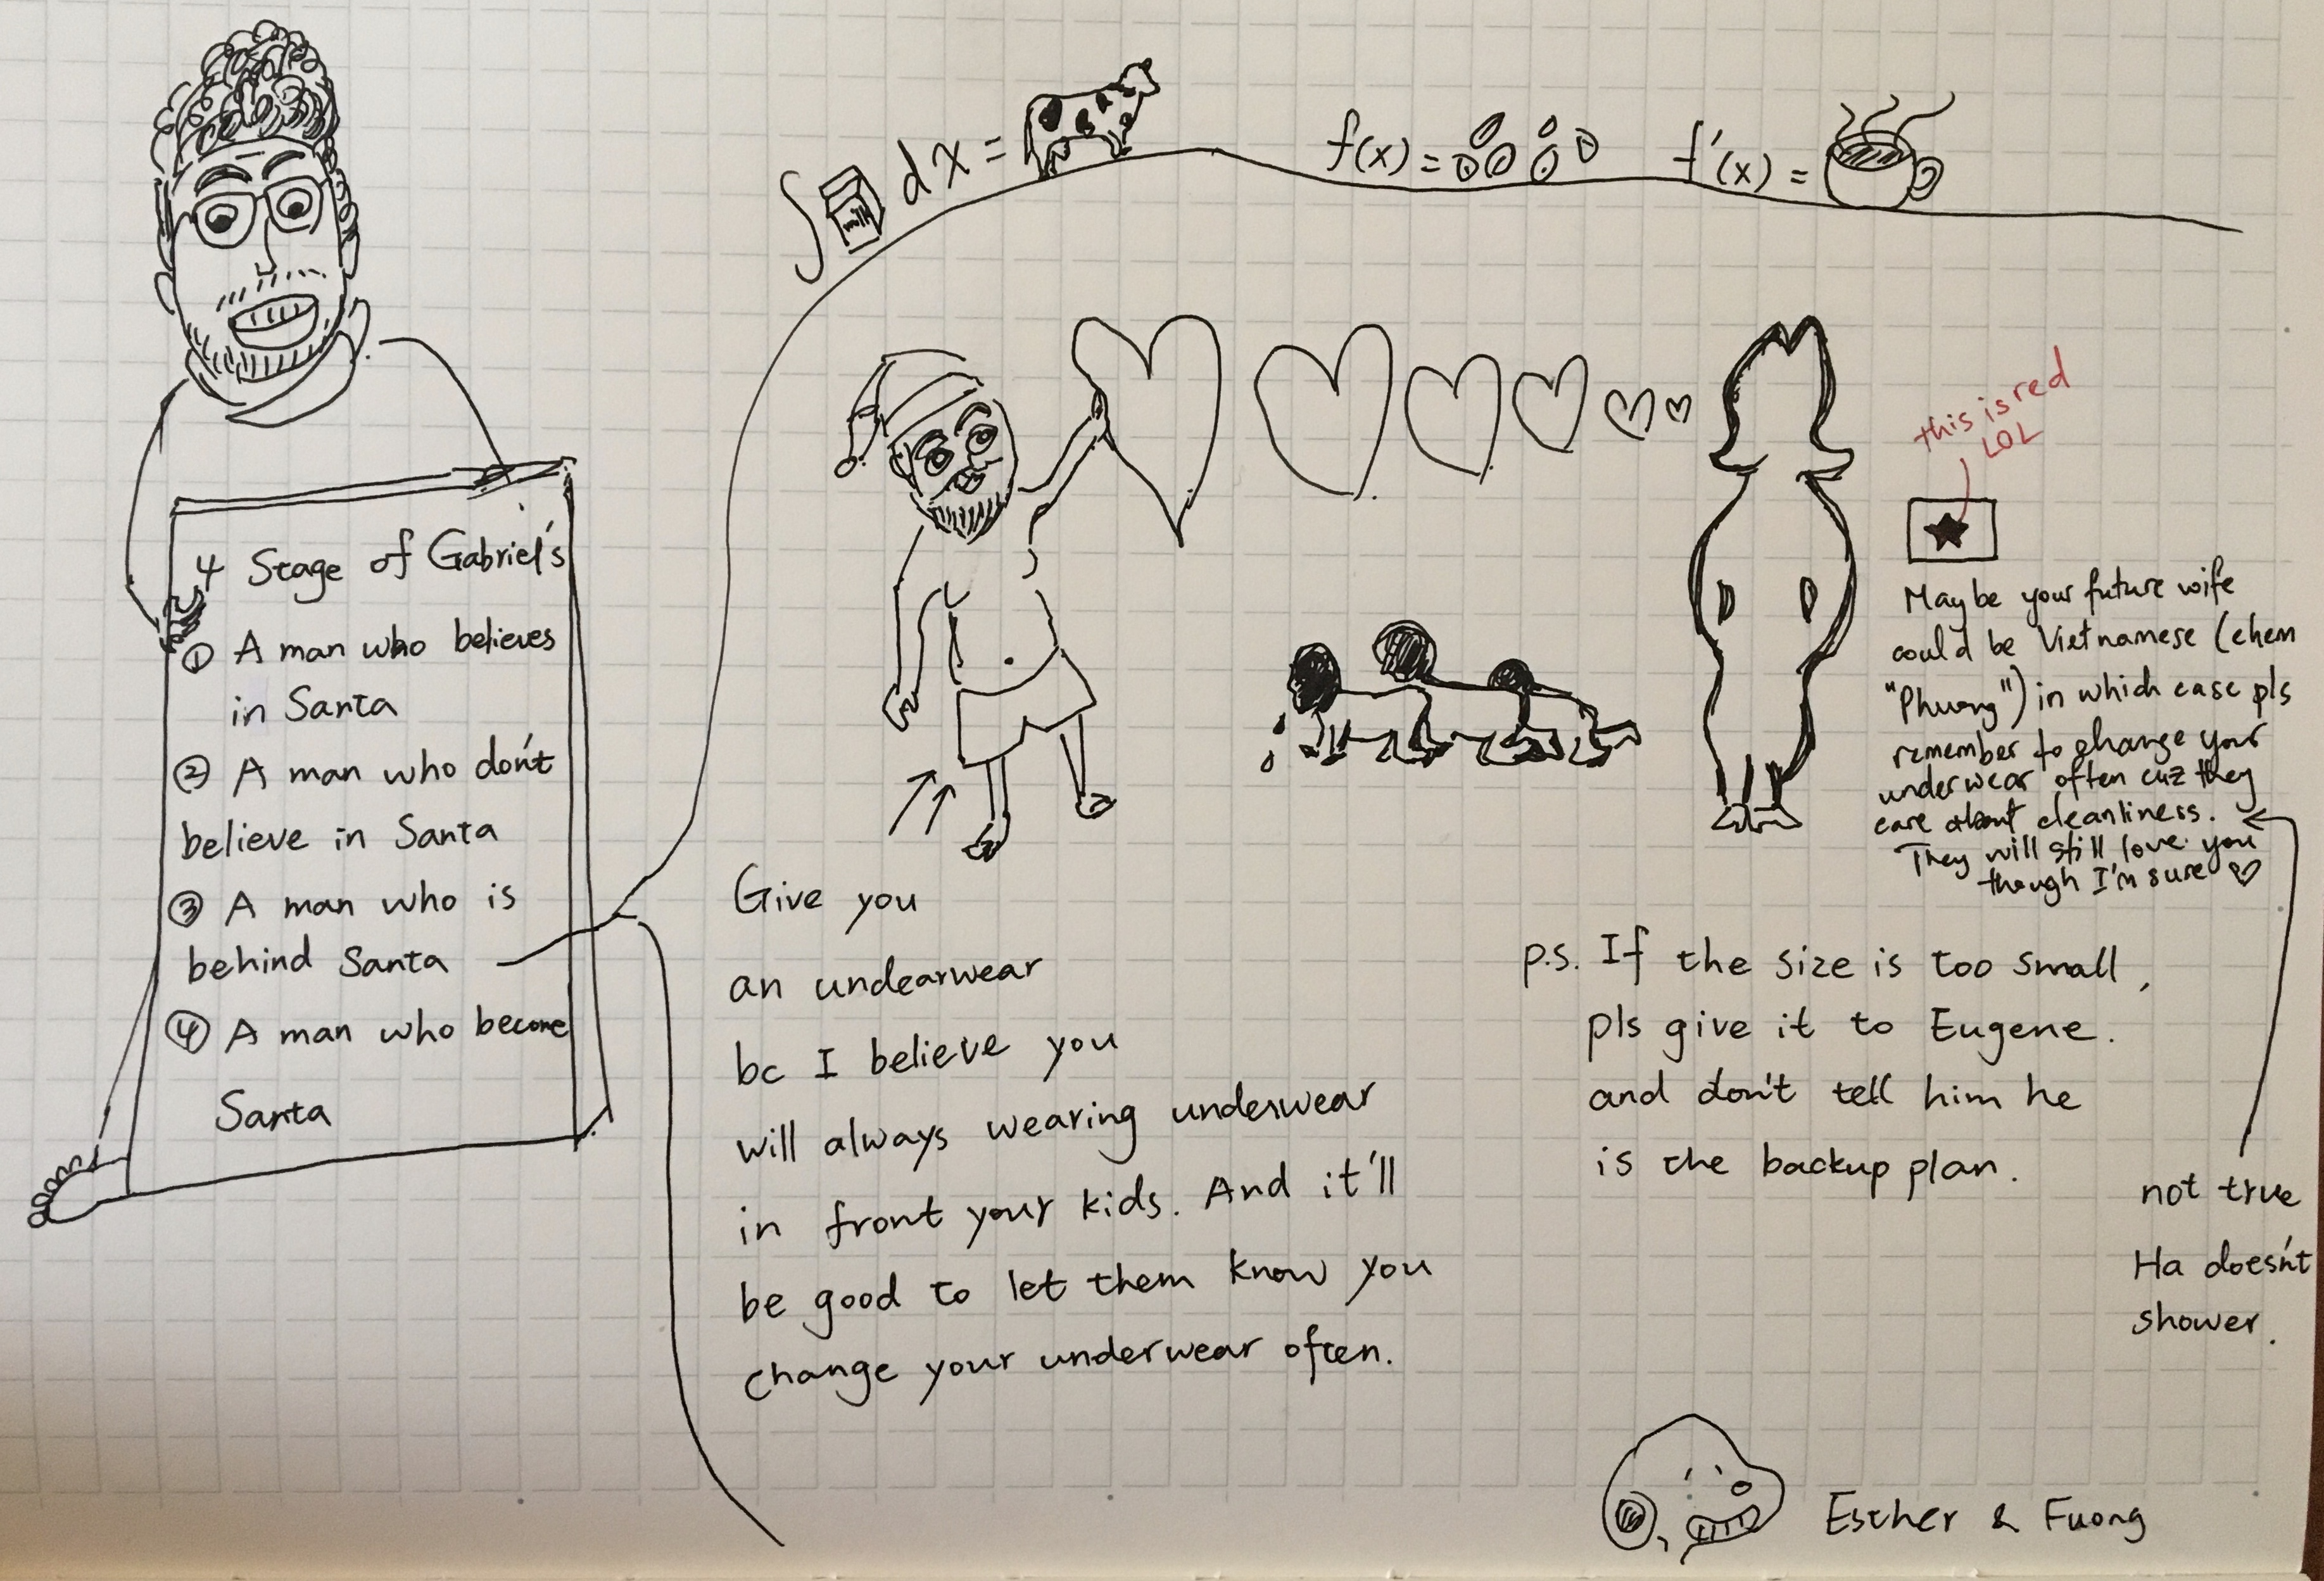 ∫ dx =
f(x) =
f'(x) =
4 Stage of Gabriel's
① A man who believes
in Santa
② A man who don't
believe in Santa
③ A man who is
behind Santa
④ A man who become
Santa
this is red
LOL
Maybe your future wife
could be Vietnamese (ehem
"Phuong") in which case pls
remember to change your
underwear often cuz they
care about cleanliness.
They will still love you
though I'm sure ♡
Give you
an undearwear
bc I believe you
will always wearing underwear
in front your kids. And it'll
be good to let them know you
change your underwear often.
p.s. If the size is too small,
pls give it to Eugene.
and don't tell him he
is the backup plan.
not true
Ha doesn't
shower.
Esther & Fuong